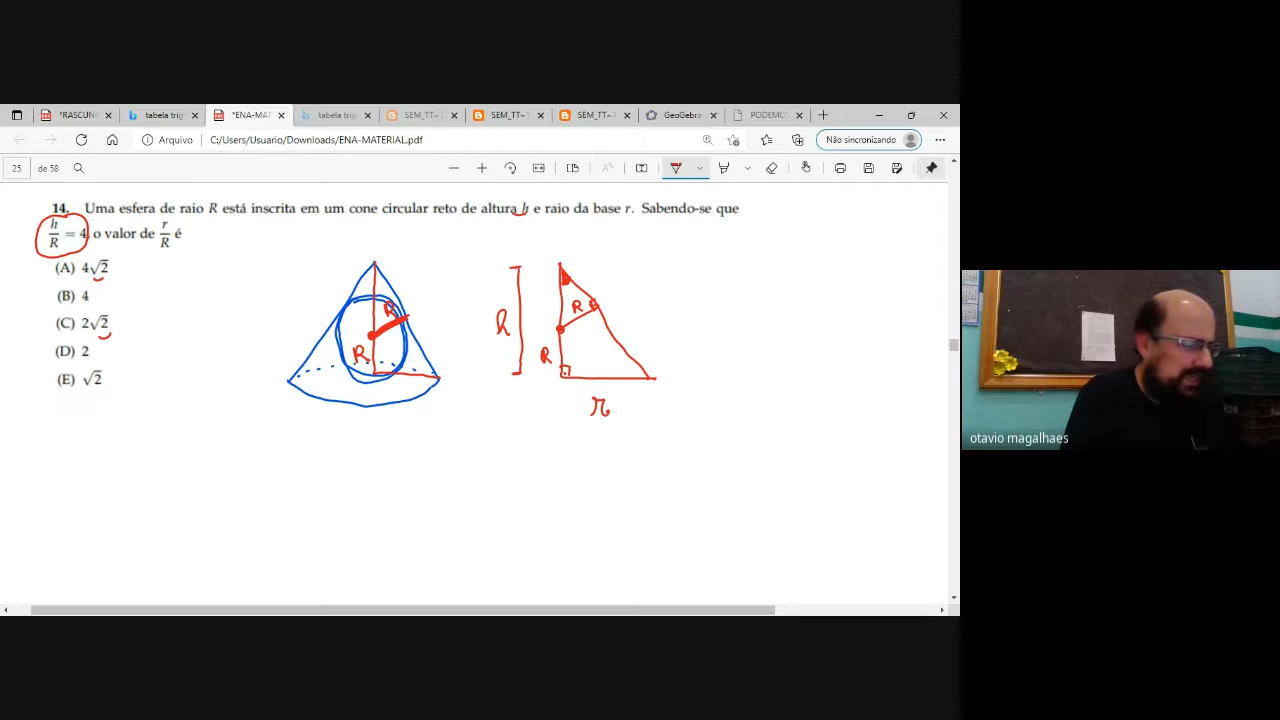 *RASCUN
tabela trig
*ENA-MAT
tabela trig
SEM_TT~
SEM_TT~
SEM_TT~
GeoGebra
PODEMO
Arquivo
C:/Users/Usuario/Downloads/ENA-MATERIAL.pdf
Não sincronizando
25
de 58
14. Uma esfera de raio R está inscrita em um cone circular reto de altura h e raio da base r. Sabendo-se que
h/R = 4, o valor de r/R é
(A) 4√2
(B) 4
(C) 2√2
(D) 2
(E) √2
R
R
h
R
R
r
otavio magalhaes